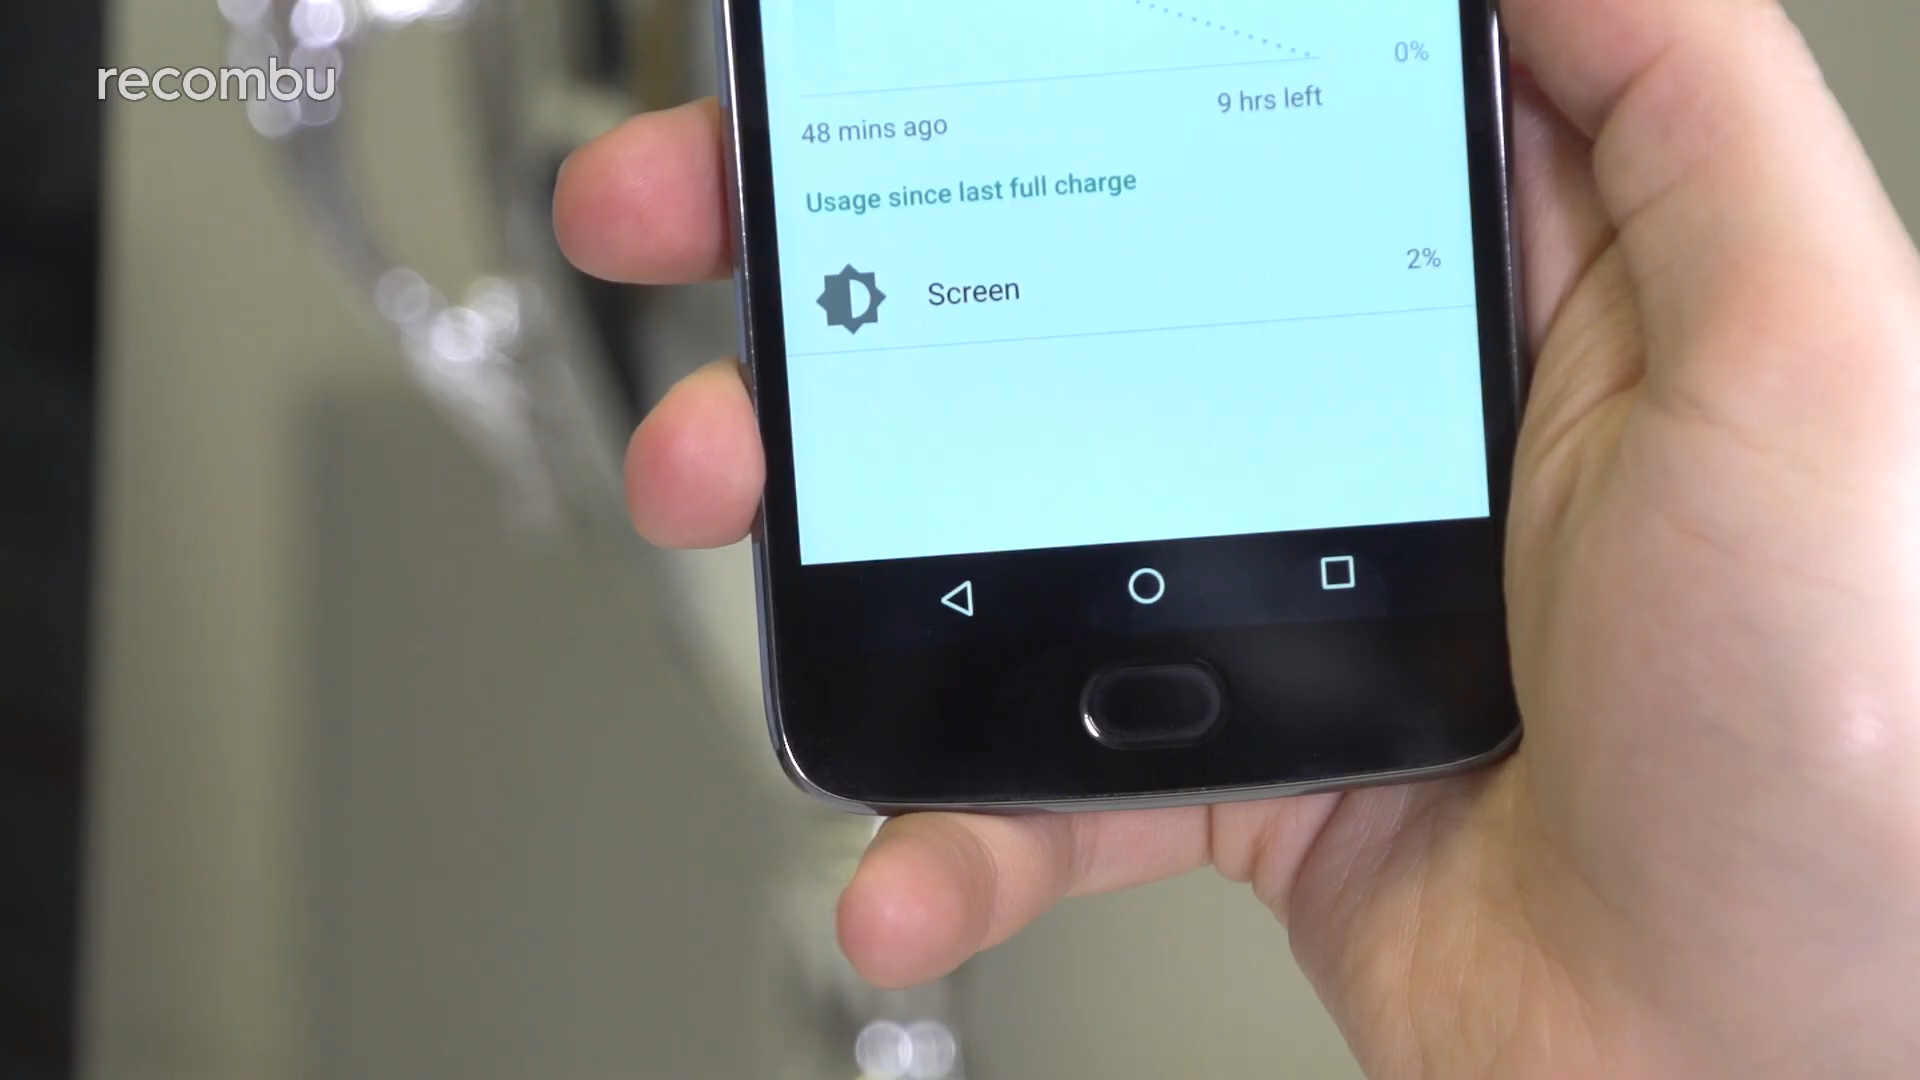 recombu
0%
9 hrs left
48 mins ago
Usage since last full charge
Screen
2%